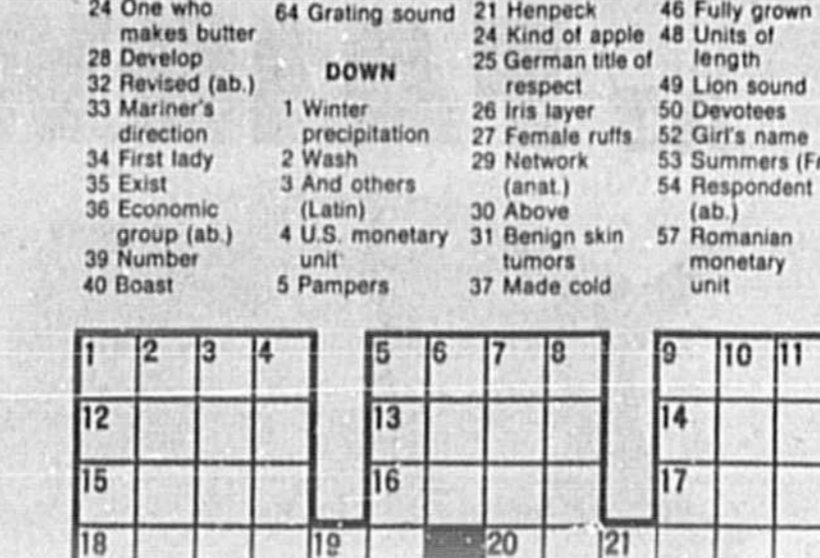 24 One who
makes butter
28 Develop
32 Revised (ab.)
33 Mariner's
direction
34 First lady
35 Exist
36 Economic
group (ab.)
39 Number
40 Boast
64 Grating sound
DOWN
1 Winter
precipitation
2 Wash
3 And others
(Latin)
4 U.S. monetary
unit
5 Pampers
21 Henpeck
24 Kind of apple
25 German title of
respect
26 Iris layer
27 Female ruffs
29 Network
(anat.)
30 Above
31 Benign skin
tumors
37 Made cold
46 Fully grown
48 Units of
length
49 Lion sound
50 Devotees
52 Girl's name
53 Summers (Fr
54 Respondent
(ab.)
57 Romanian
monetary
unit
1 2 3 4 5 6 7 8 9 10 11
12 13 14
15 16 17
18 19 20 21